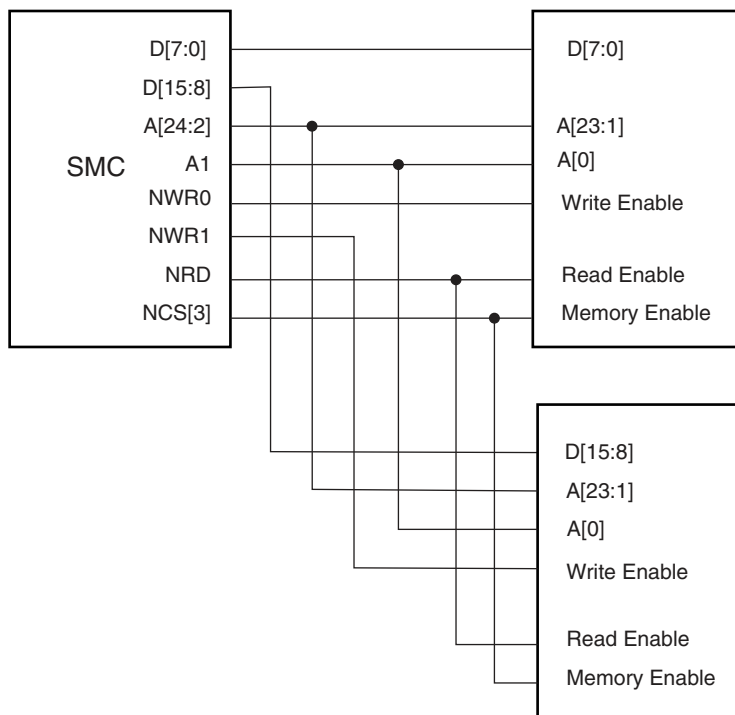 D[7:0]
D[15:8]
A[24:2]
SMC
A1
NWR0
NWR1
NRD
NCS[3]
D[7:0]
A[23:1]
A[0]
Write Enable
Read Enable
Memory Enable
D[15:8]
A[23:1]
A[0]
Write Enable
Read Enable
Memory Enable